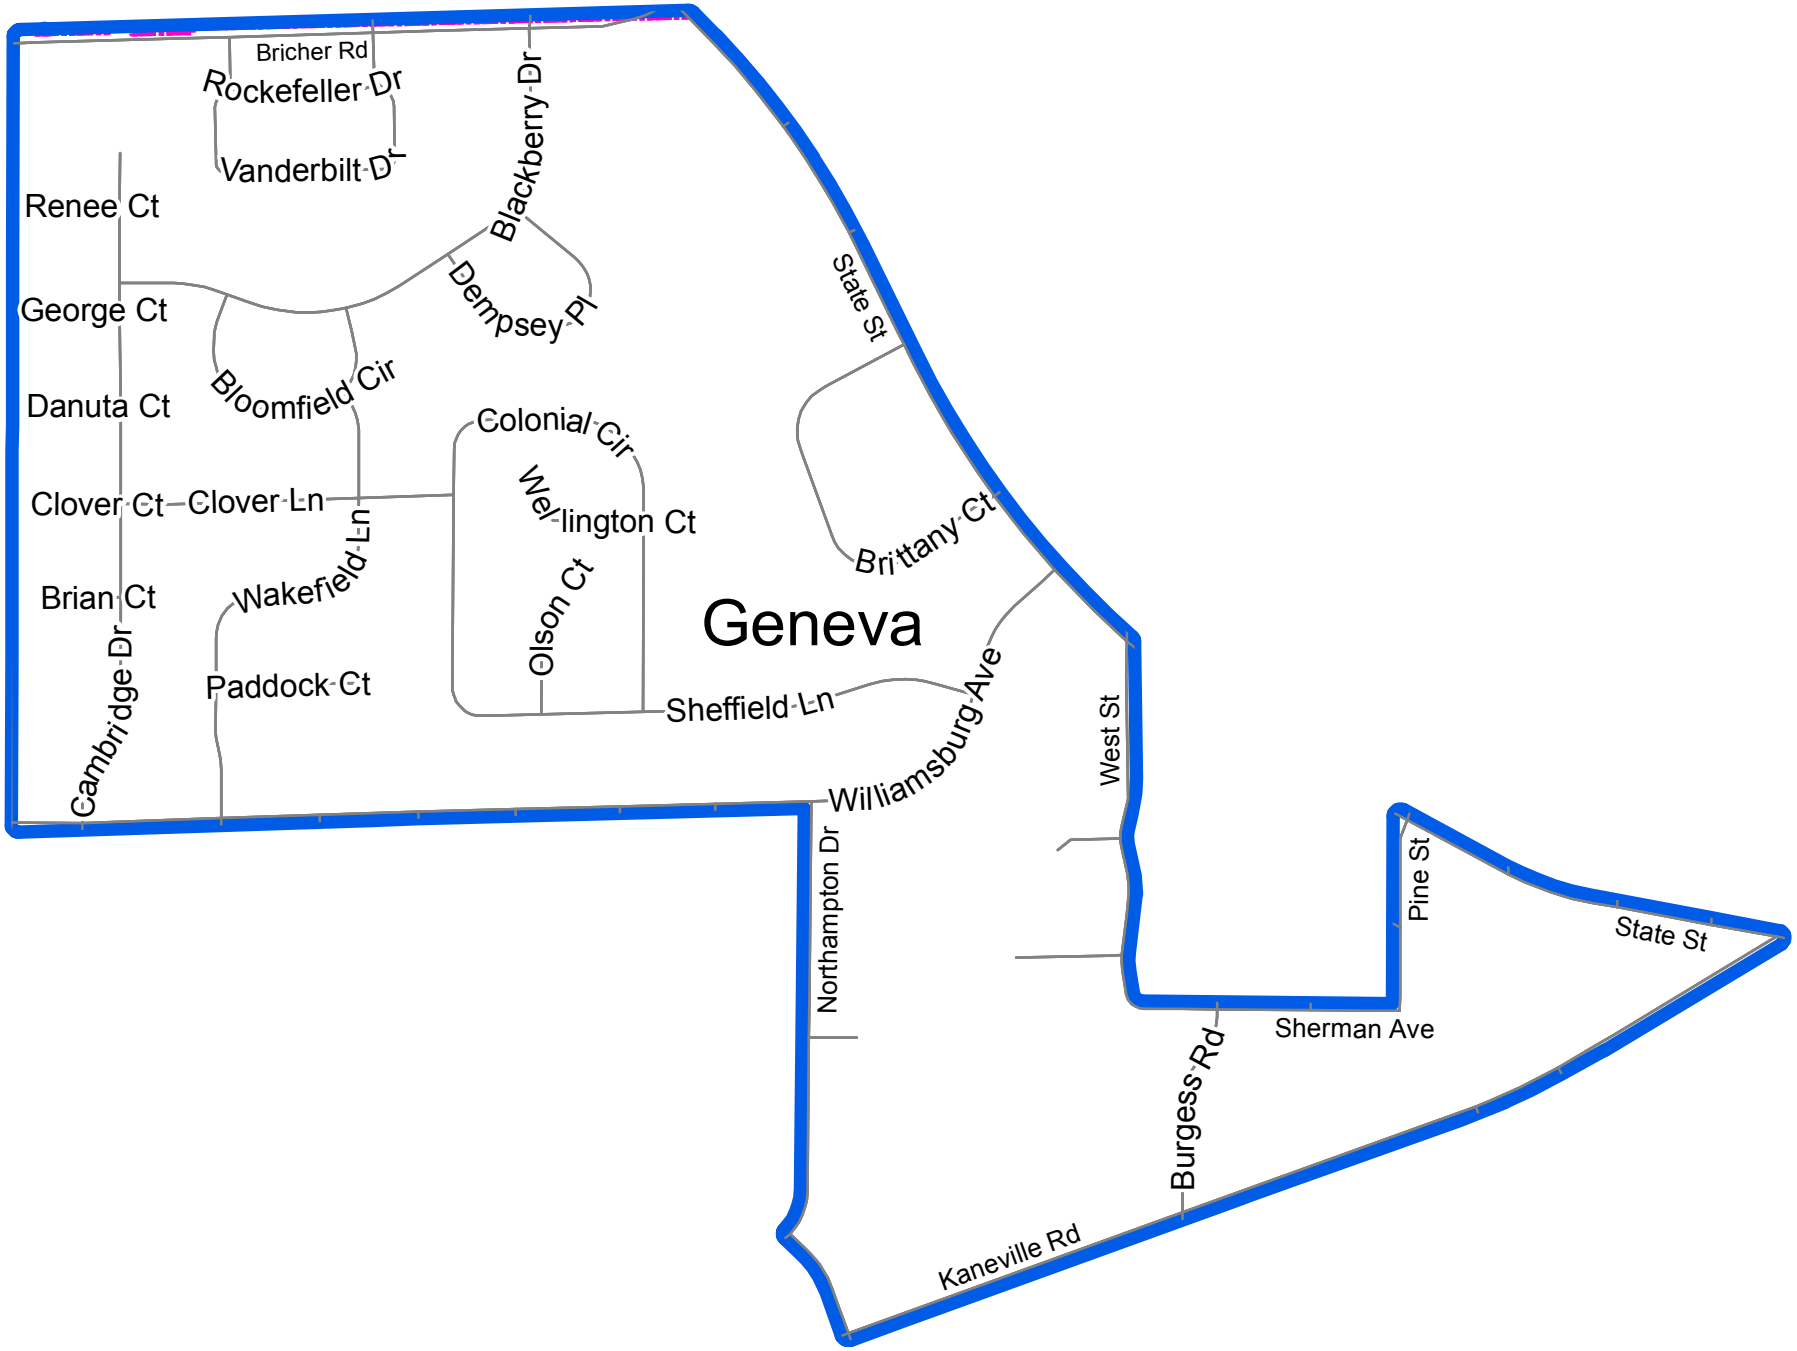 Bricher Rd
Rockefeller Dr
Blackberry Dr
Vanderbilt Dr
Renee Ct
State St
George Ct
Dempsey Pl
Bloomfield Cir
Danuta Ct
Colonial Cir
Clover Ct
Clover Ln
Wellington Ct
Brittany Ct
Wakefield Ln
Brian Ct
Olson Ct
Geneva
Cambridge Dr
Paddock Ct
Sheffield Ln
Williamsburg Ave
West St
Northampton Dr
Pine St
State St
Sherman Ave
Burgess Rd
Kaneville Rd